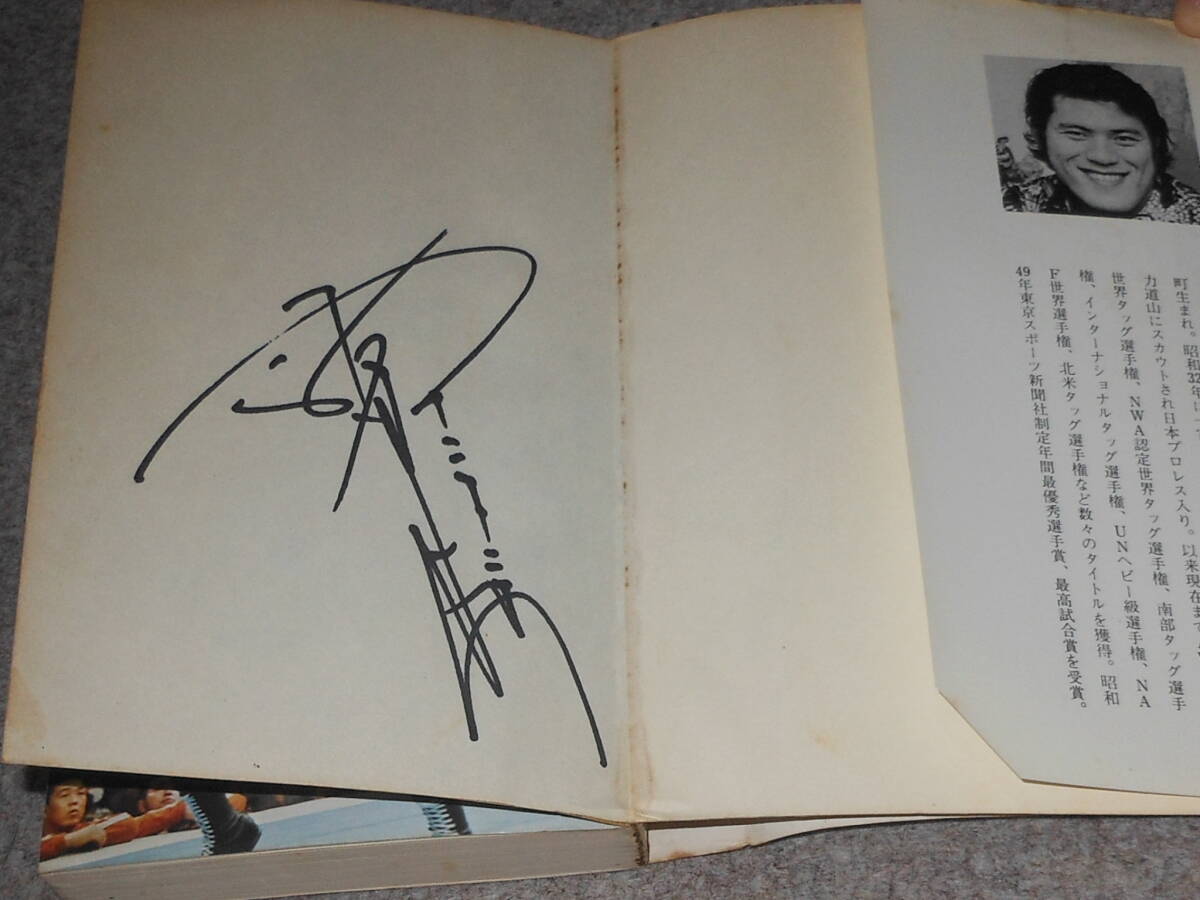 町生まれ。昭和32年
力道山にスカウトされ日本プロレス入り。以来現在まで
世界タッグ選手権、NWA認定世界タッグ選手権、南部タッグ選手
権、インターナショナルタッグ選手権、UNヘビー級選手権、NA
F世界選手権、北米タッグ選手権など数々のタイトルを獲得。昭和
49年東京スポーツ新聞社制定年間最優秀選手賞、最高試合賞を受賞。